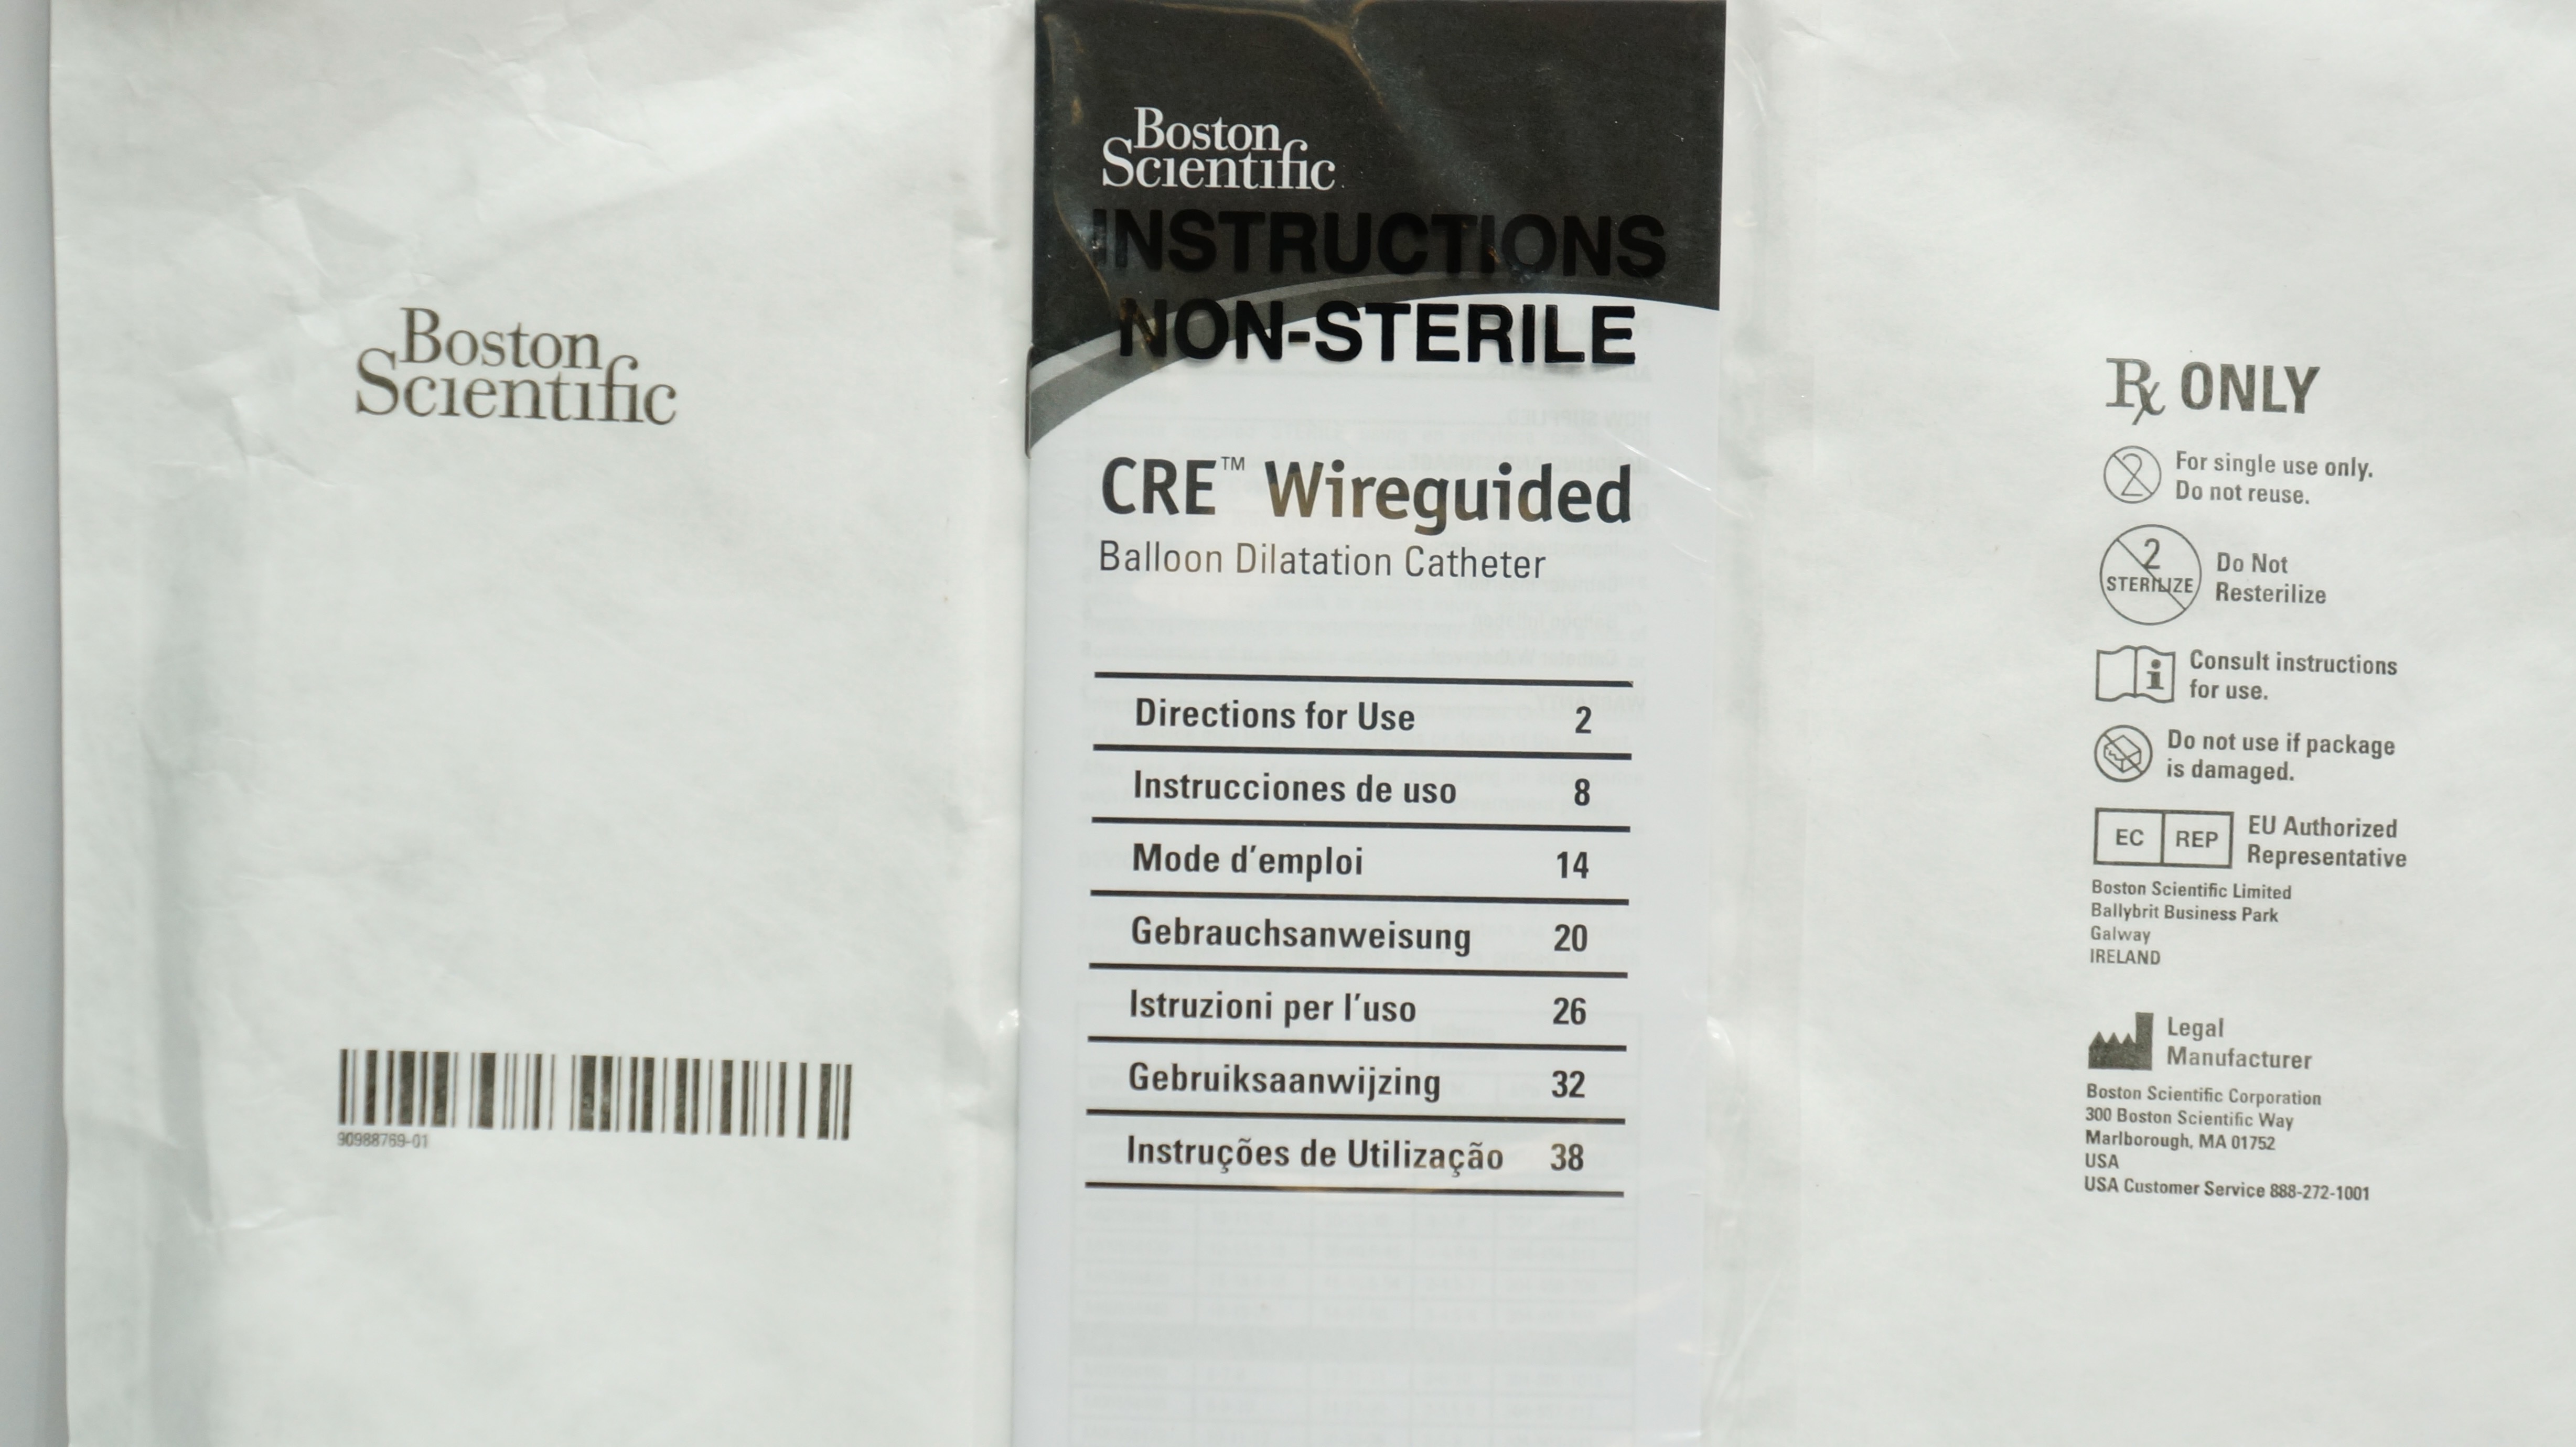 Boston
Scientific
90988769-01
Boston
Scientific
INSTRUCTIONS
NON-STERILE
CRE™ Wireguided
Balloon Dilatation Catheter
Directions for Use 2
Instrucciones de uso 8
Mode d'emploi 14
Gebrauchsanweisung 20
Istruzioni per l'uso 26
Gebruiksaanwijzing 32
Instruções de Utilização 38
Rx ONLY
2
For single use only.
Do not reuse.
2
STERILIZE
Do Not
Resterilize
i
Consult instructions
for use.
Do not use if package
is damaged.
EC REP
EU Authorized
Representative
Boston Scientific Limited
Ballybrit Business Park
Galway
IRELAND
Legal
Manufacturer
Boston Scientific Corporation
300 Boston Scientific Way
Marlborough, MA 01752
USA
USA Customer Service 888-272-1001